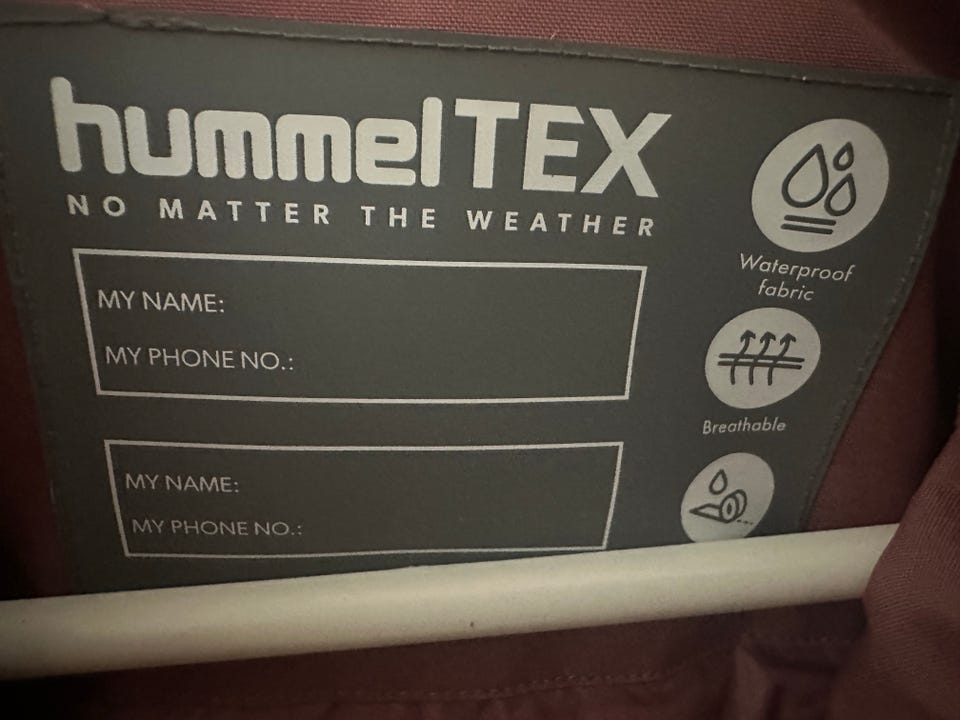 hummelTEX
NO MATTER THE WEATHER
MY NAME:
MY PHONE NO.:
MY NAME:
MY PHONE NO.:
Waterproof
fabric
Breathable